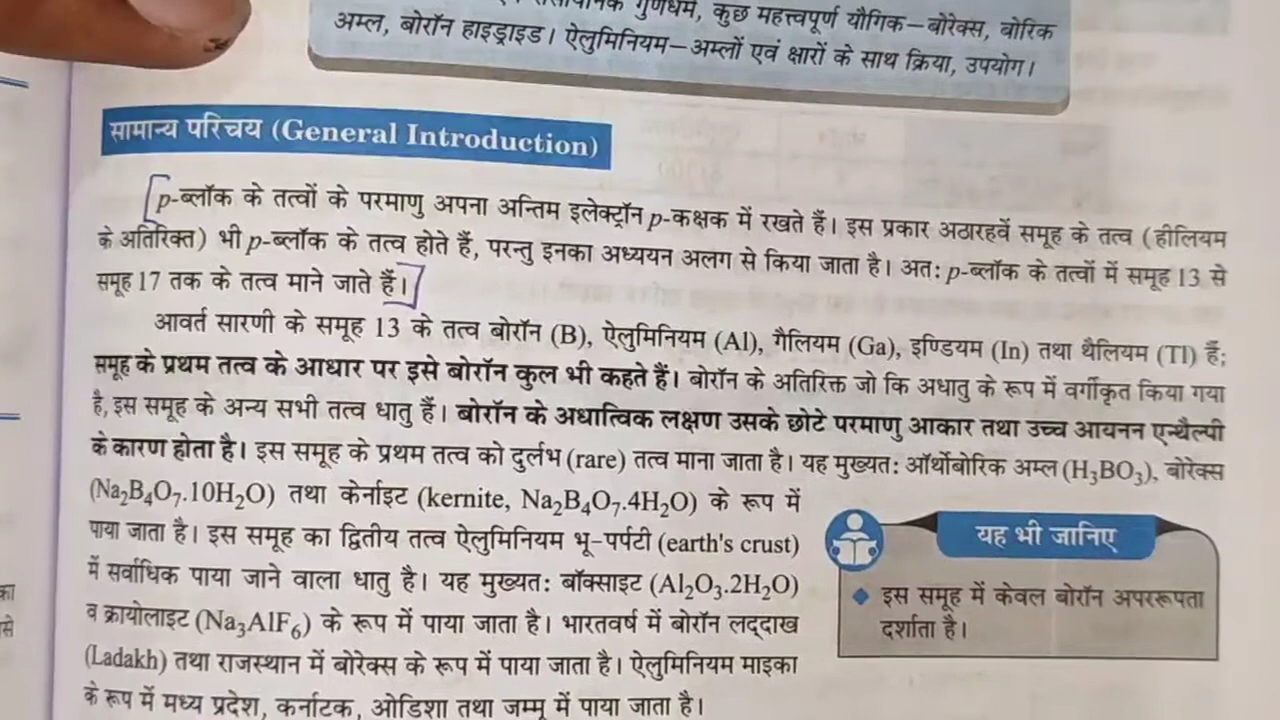 गुणधर्म, कुछ महत्त्वपूर्ण यौगिक–बोरेक्स, बोरिक
अम्ल, बोरॉन हाइड्राइड। ऐलुमिनियम–अम्लों एवं क्षारों के साथ क्रिया, उपयोग।
सामान्य परिचय (General Introduction)
p-ब्लॉक के तत्वों के परमाणु अपना अन्तिम इलेक्ट्रॉन p-कक्षक में रखते हैं। इस प्रकार अठारहवें समूह के तत्व (हीलियम
के अतिरिक्त) भी p-ब्लॉक के तत्व होते हैं, परन्तु इनका अध्ययन अलग से किया जाता है। अत: p-ब्लॉक के तत्वों में समूह 13 से
समूह 17 तक के तत्व माने जाते हैं।
आवर्त सारणी के समूह 13 के तत्व बोरॉन (B), ऐलुमिनियम (Al), गैलियम (Ga), इण्डियम (In) तथा थैलियम (Tl) हैं;
समूह के प्रथम तत्व के आधार पर इसे बोरॉन कुल भी कहते हैं। बोरॉन के अतिरिक्त जो कि अधातु के रूप में वर्गीकृत किया गया
है, इस समूह के अन्य सभी तत्व धातु हैं। बोरॉन के अधात्विक लक्षण उसके छोटे परमाणु आकार तथा उच्च आयनन एन्थैल्पी
के कारण होता है। इस समूह के प्रथम तत्व को दुर्लभ (rare) तत्व माना जाता है। यह मुख्यत: ऑर्थोबोरिक अम्ल (H₃BO₃), बोरेक्स
(Na₂B₄O₇.10H₂O) तथा केर्नाइट (kernite, Na₂B₄O₇.4H₂O) के रूप में
पाया जाता है। इस समूह का द्वितीय तत्व ऐलुमिनियम भू-पर्पटी (earth's crust)
में सर्वाधिक पाया जाने वाला धातु है। यह मुख्यत: बॉक्साइट (Al₂O₃.2H₂O)
व क्रायोलाइट (Na₃AlF₆) के रूप में पाया जाता है। भारतवर्ष में बोरॉन लद्दाख
(Ladakh) तथा राजस्थान में बोरेक्स के रूप में पाया जाता है। ऐलुमिनियम माइका
के रूप में मध्य प्रदेश, कर्नाटक, ओडिशा तथा जम्मू में पाया जाता है।
यह भी जानिए
◆ इस समूह में केवल बोरॉन अपररूपता
दर्शाता है।